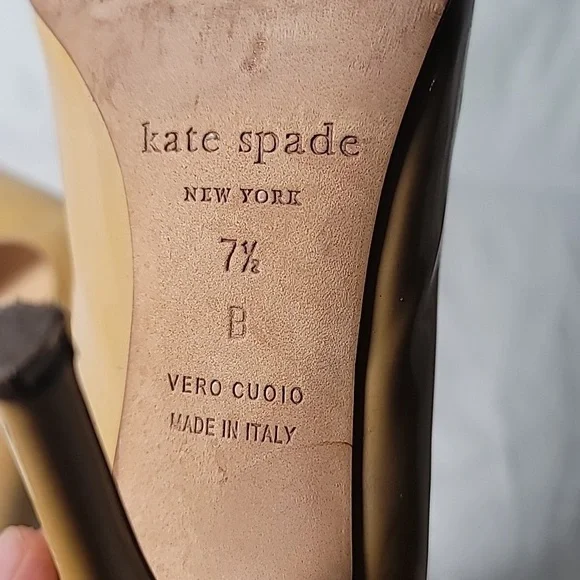 kate spade
NEW YORK
7½
B
VERO CUOIO
MADE IN ITALY